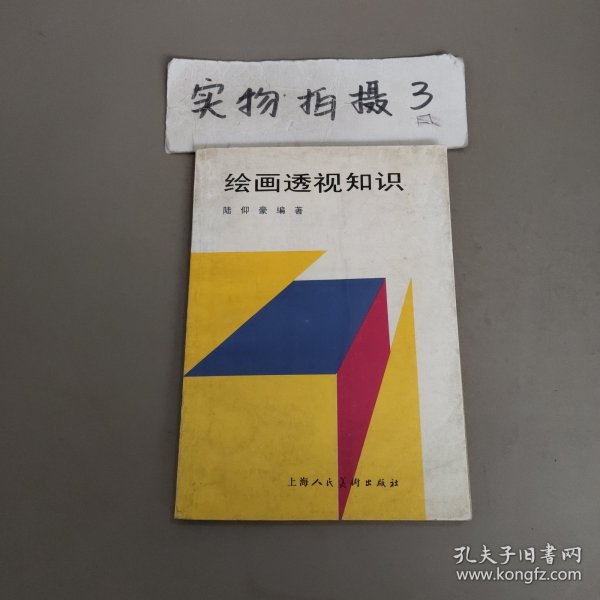 实物拍摄 3
绘画透视知识
陆仰豪编著
上海人民美术出版社
孔夫子旧书网
www.kongfz.com